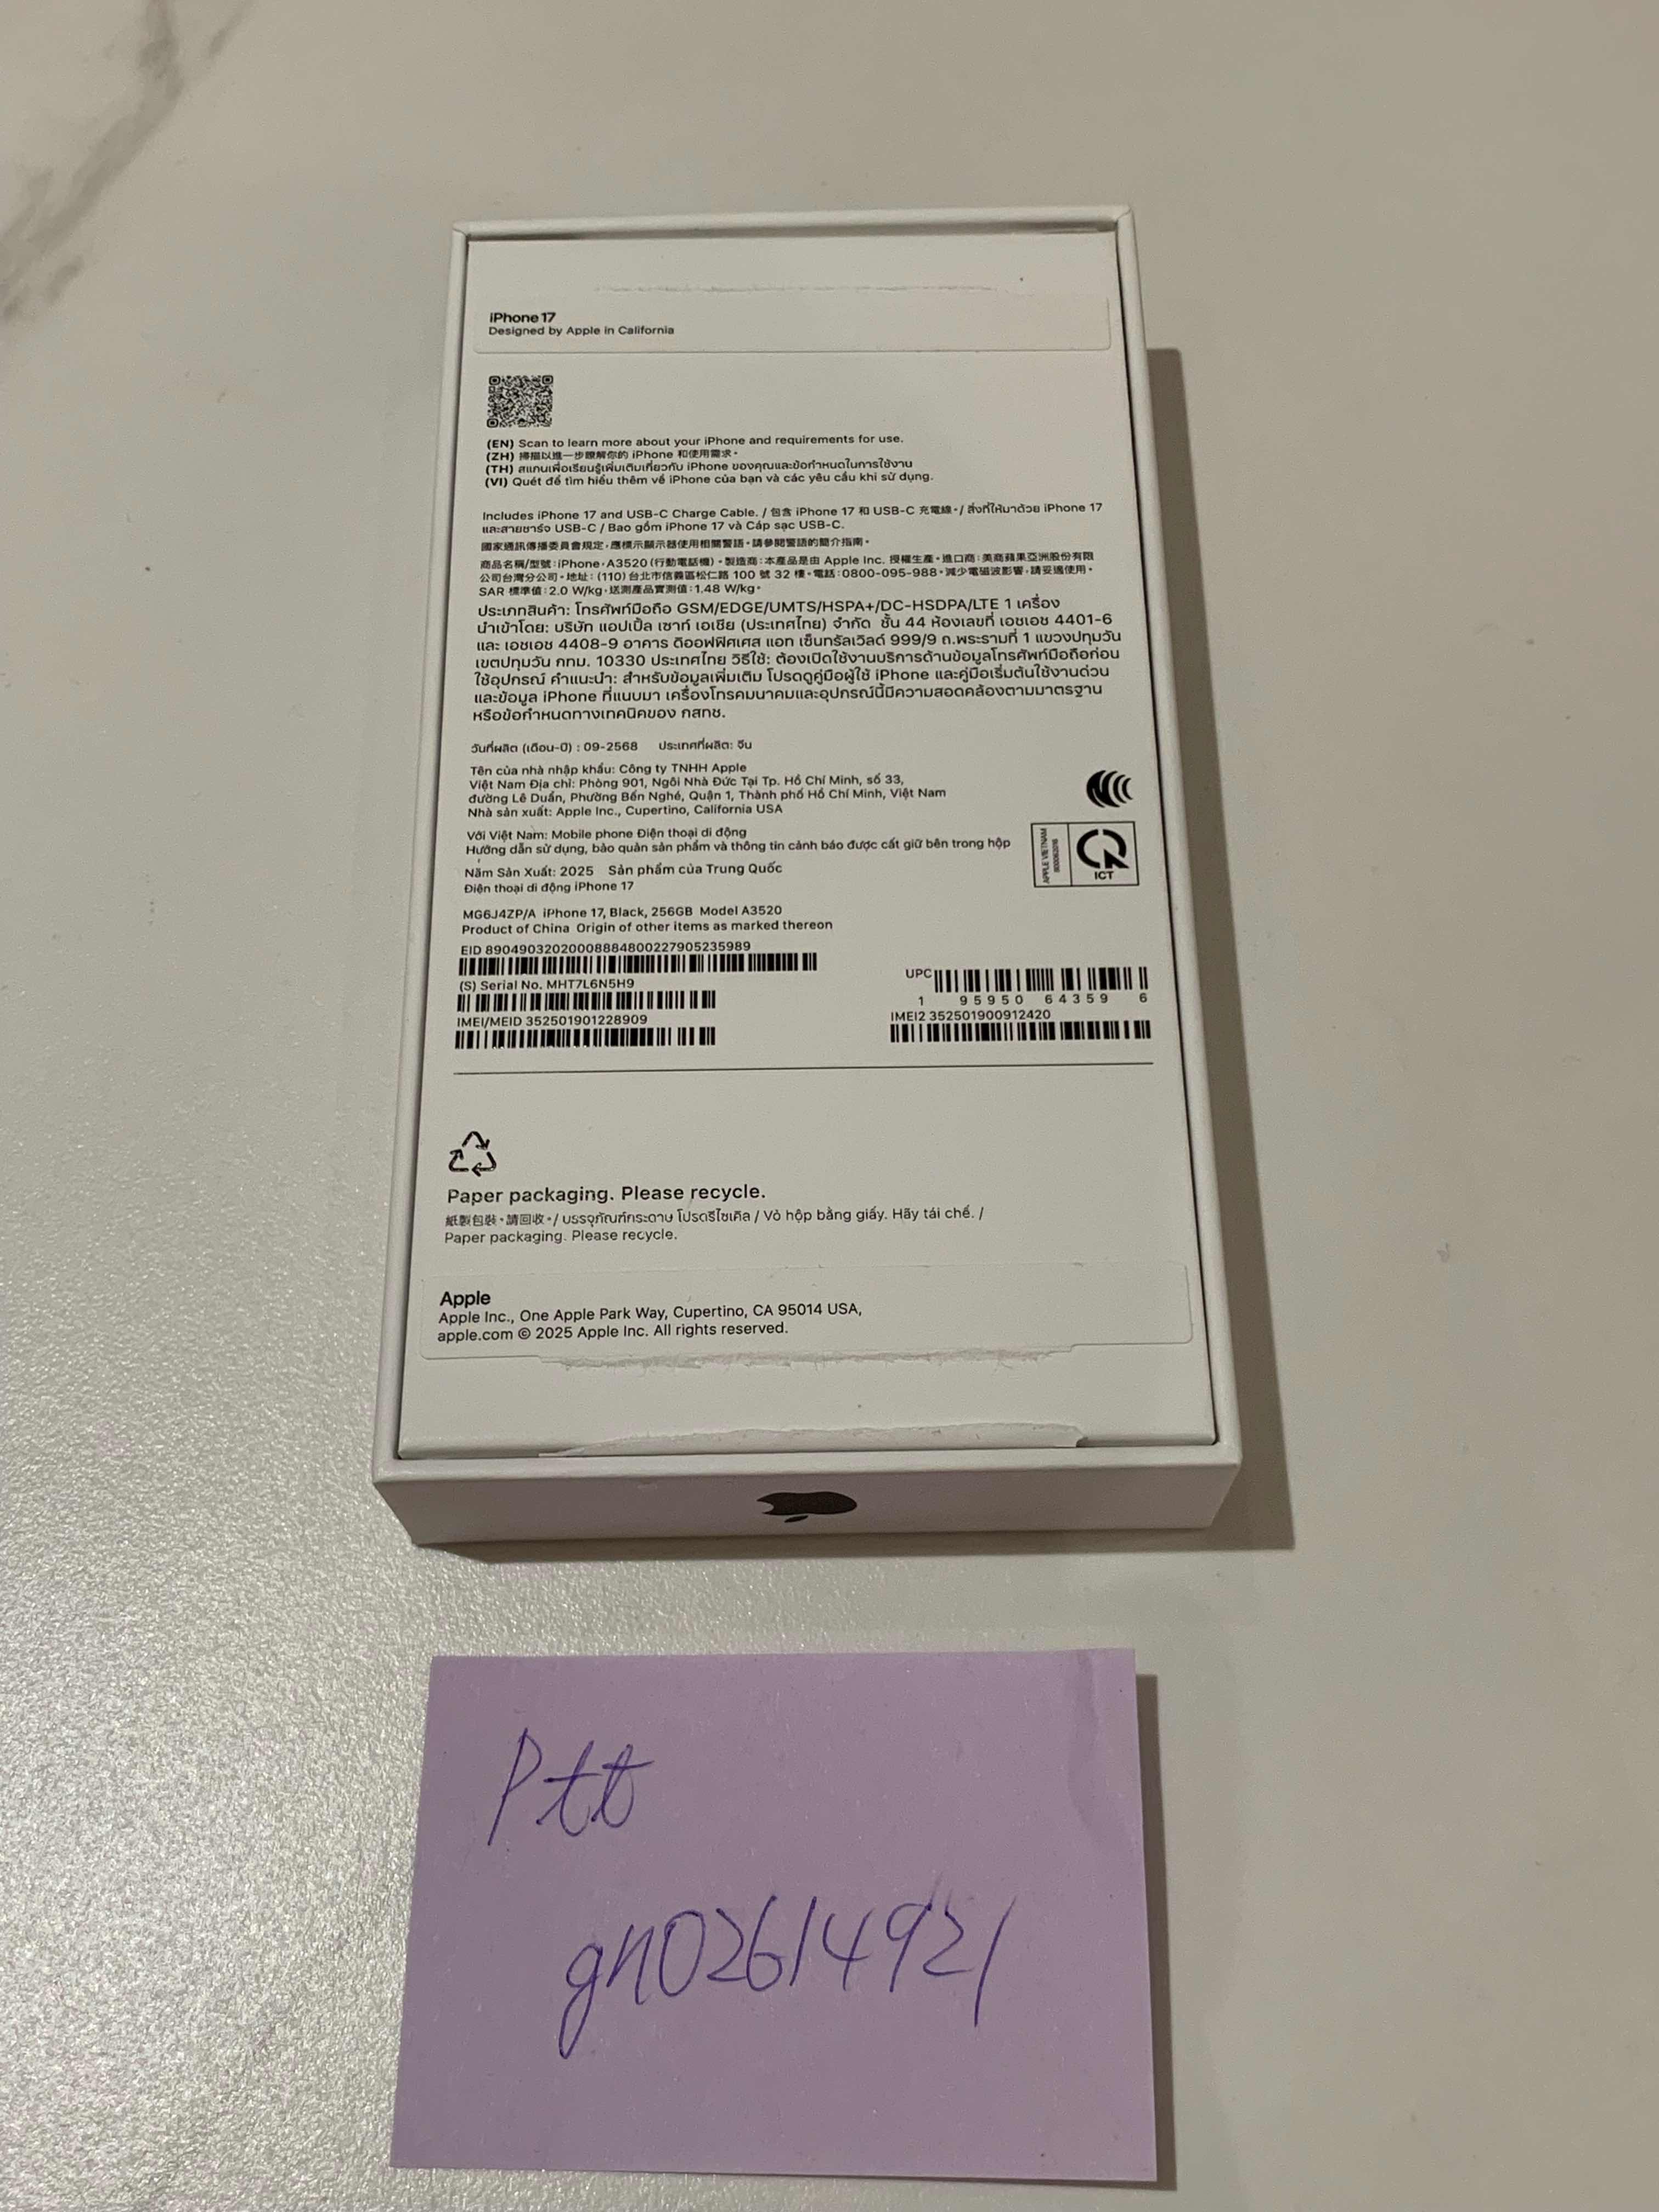 iPhone 17
Designed by Apple in California
(EN) Scan to learn more about your iPhone and requirements for use.
(ZH) 掃描以進一步瞭解你的 iPhone 和使用需求。
(TH) สแกนเพื่อเรียนรู้เพิ่มเติมเกี่ยวกับ iPhone ของคุณและข้อกำหนดในการใช้งาน
(VI) Quét để tìm hiểu thêm về iPhone của bạn và các yêu cầu khi sử dụng.
Includes iPhone 17 and USB-C Charge Cable. / 包含 iPhone 17 和 USB-C 充電線。/ สิ่งที่ให้มาด้วย iPhone 17
และสายชาร์จ USB-C / Bao gồm iPhone 17 và Cáp sạc USB-C.
國家通訊傳播委員會規定，應標示顯示器使用相關警語。請參閱警語的簡介指南。
商品名稱/型號：iPhone，A3520 (行動電話機)。製造商：本產品是由 Apple Inc. 授權生產。進口商：美商蘋果亞洲股份有限
公司台灣分公司。地址：(110) 台北市信義區松仁路 100 號 32 樓。電話：0800-095-988。減少電磁波影響，請妥適使用。
SAR 標準值：2.0 W/kg，送測產品實測值：1.48 W/kg。
ประเภทสินค้า: โทรศัพท์มือถือ GSM/EDGE/UMTS/HSPA+/DC-HSDPA/LTE 1 เครื่อง
นำเข้าโดย: บริษัท แอปเปิ้ล เซาท์ เอเชีย (ประเทศไทย) จำกัด ชั้น 44 ห้องเลขที่ เอชเอช 4401-6
และ เอชเอช 4408-9 อาคาร ดิออฟฟิศเศส แอท เซ็นทรัลเวิลด์ 999/9 ถ.พระรามที่ 1 แขวงปทุมวัน
เขตปทุมวัน กทม. 10330 ประเทศไทย วิธีใช้: ต้องเปิดใช้งานบริการด้านข้อมูลโทรศัพท์มือถือก่อน
ใช้อุปกรณ์ คำแนะนำ: สำหรับข้อมูลเพิ่มเติม โปรดดูคู่มือผู้ใช้ iPhone และคู่มือเริ่มต้นใช้งานด่วน
และข้อมูล iPhone ที่แนบมา เครื่องโทรคมนาคมและอุปกรณ์นี้มีความสอดคล้องตามมาตรฐาน
หรือข้อกำหนดทางเทคนิคของ กสทช.
วันที่ผลิต (เดือน-ปี) : 09-2568 ประเทศที่ผลิต: จีน
Tên của nhà nhập khẩu: Công ty TNHH Apple
Việt Nam Địa chỉ: Phòng 901, Ngôi Nhà Đức Tại Tp. Hồ Chí Minh, số 33,
đường Lê Duẩn, Phường Bến Nghé, Quận 1, Thành phố Hồ Chí Minh, Việt Nam
Nhà sản xuất: Apple Inc., Cupertino, California USA
Với Việt Nam: Mobile phone Điện thoại di động
Hướng dẫn sử dụng, bảo quản sản phẩm và thông tin cảnh báo được cất giữ bên trong hộp
Năm Sản Xuất: 2025 Sản phẩm của Trung Quốc
Điện thoại di động iPhone 17
APPLE VIETNAM
ICT
MG6J4ZP/A iPhone 17, Black, 256GB Model A3520
Product of China Origin of other items as marked thereon
EID 89049032020008884800227905235989
(S) Serial No. MHT7L6N5H9
UPC
1 95950 64359 6
IMEI/MEID 352501901228909
IMEI2 352501900912420
Paper packaging. Please recycle.
紙製包裝。請回收。/ บรรจุภัณฑ์กระดาษ โปรดรีไซเคิล / Vỏ hộp bằng giấy. Hãy tái chế. /
Paper packaging. Please recycle.
Apple
Apple Inc., One Apple Park Way, Cupertino, CA 95014 USA,
apple.com © 2025 Apple Inc. All rights reserved.
Ptt
gn02614921